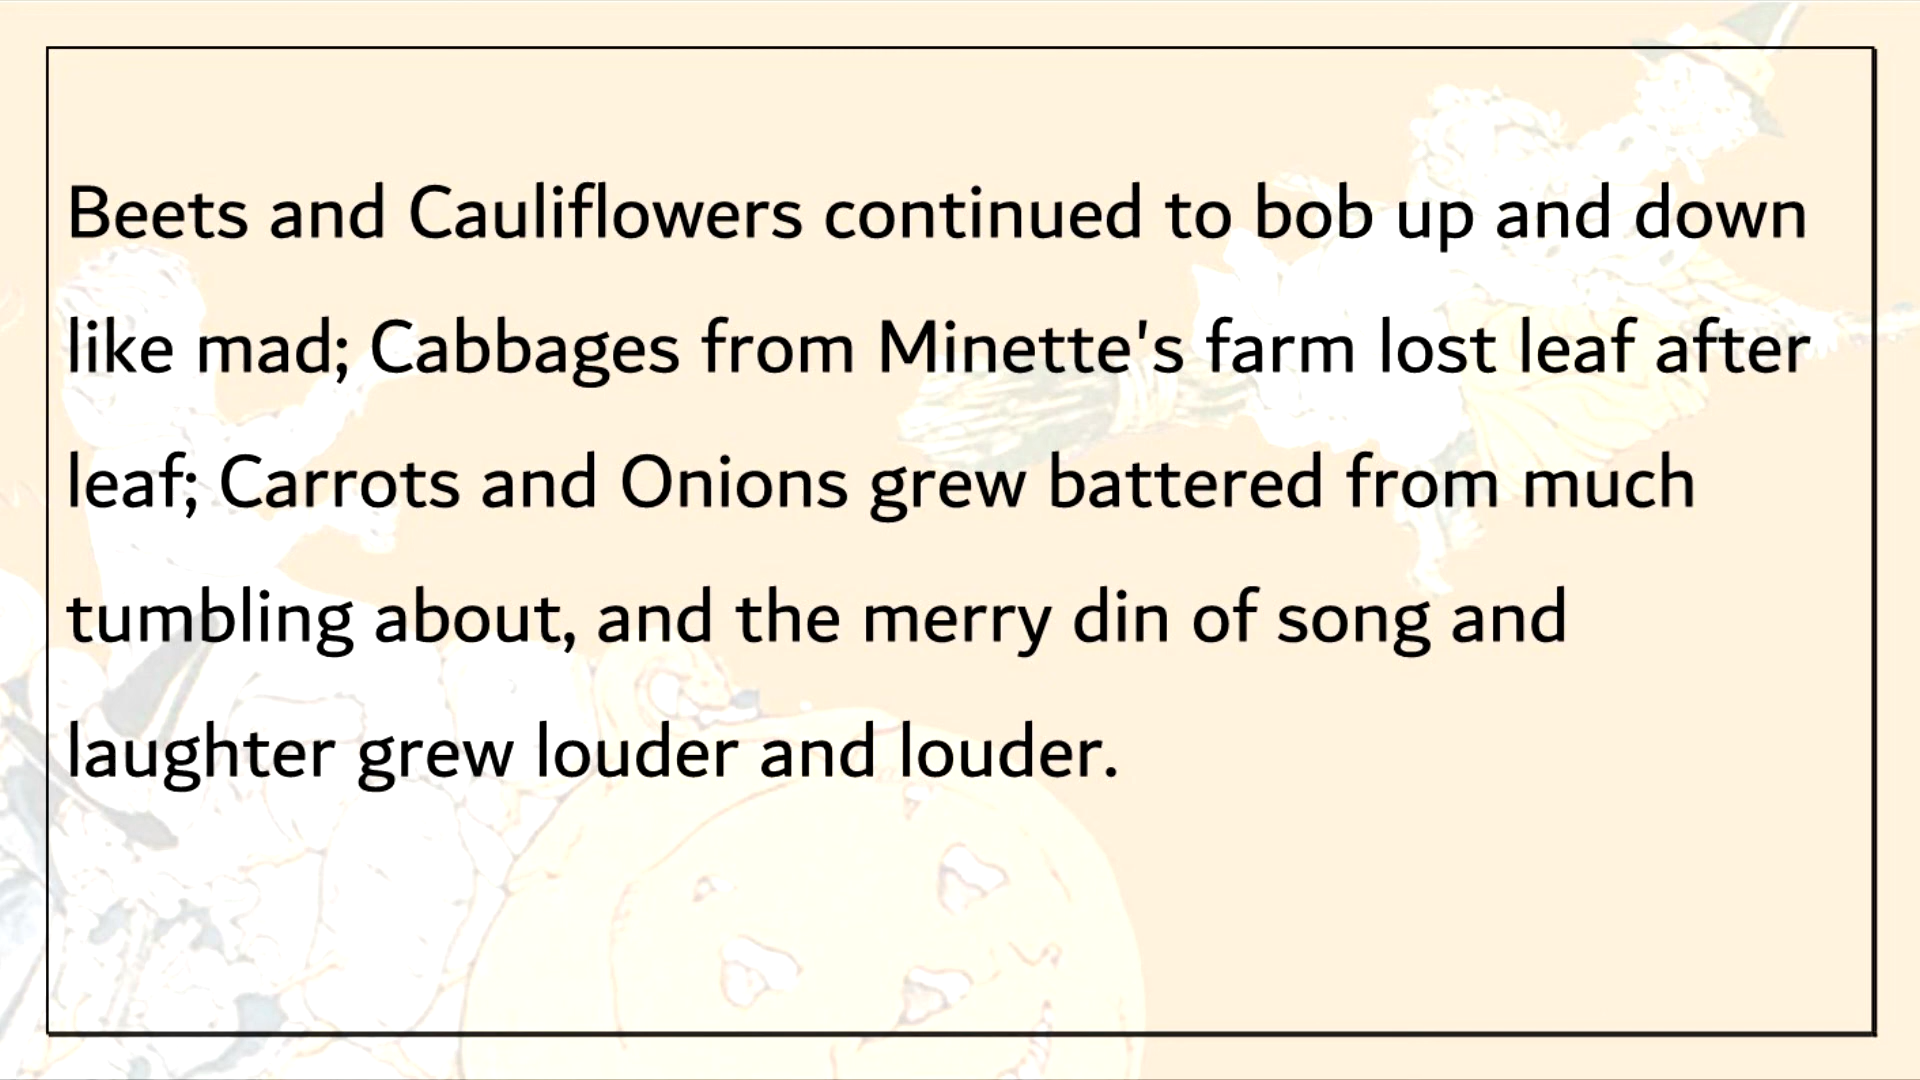 Beets and Cauliflowers continued to bob up and down
like mad; Cabbages from Minette's farm lost leaf after
leaf; Carrots and Onions grew battered from much
tumbling about, and the merry din of song and
laughter grew louder and louder.